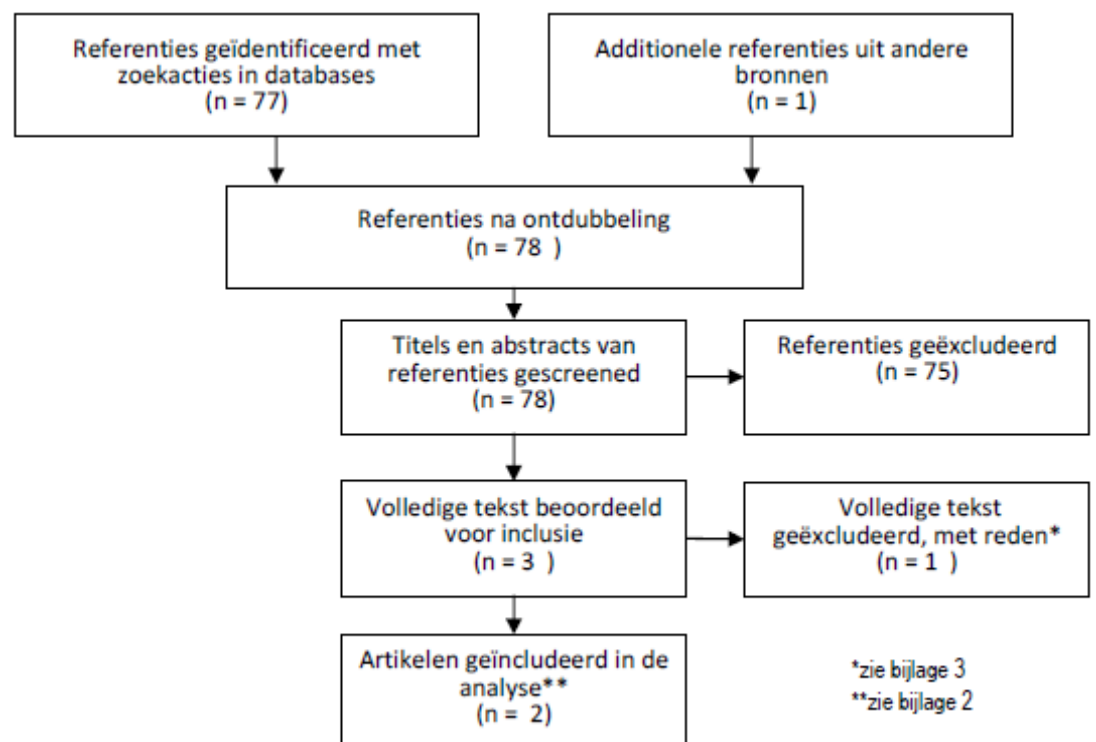 Referenties geïdentificeerd met
zoekacties in databases
(n = 77)
Additionele referenties uit andere
bronnen
(n = 1)
Referenties na ontdubbeling
(n = 78 )
Titels en abstracts van
referenties gescreened
(n = 78)
Referenties geëxcludeerd
(n = 75)
Volledige tekst beoordeeld
voor inclusie
(n = 3 )
Volledige tekst
geëxcludeerd, met reden*
(n = 1 )
Artikelen geïncludeerd in de
analyse**
(n = 2)
*zie bijlage 3
**zie bijlage 2